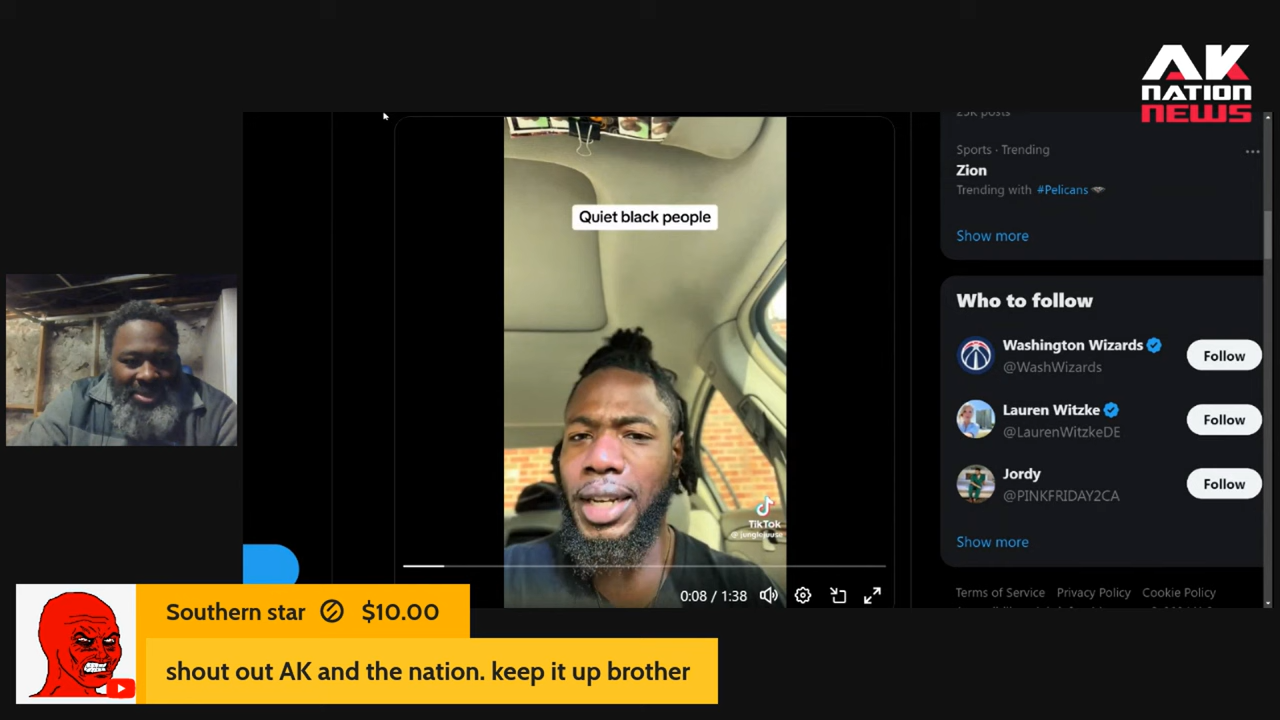 AK
NATION
NEWS
25K posts
Sports · Trending
Zion
Trending with #Pelicans
Show more
Quiet black people
Who to follow
Washington Wizards
@WashWizards
Follow
Lauren Witzke
@LaurenWitzkeDE
Follow
Jordy
@PINKFRIDAY2CA
Follow
Show more
TikTok
0:08 / 1:38
Terms of Service Privacy Policy Cookie Policy
Southern star $10.00
shout out AK and the nation. keep it up brother